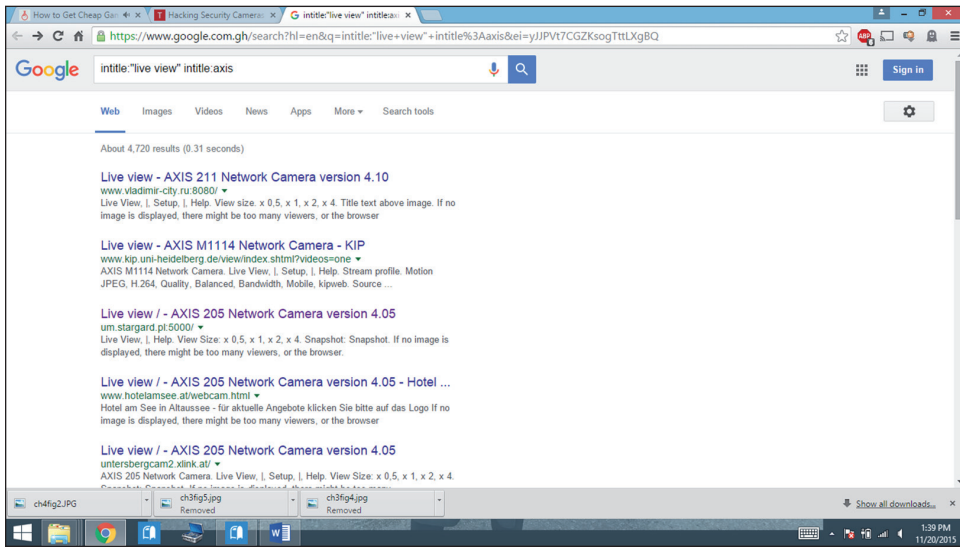 How to Get Cheap Gam
Hacking Security Cameras
intitle:"live view" intitle:axi
https://www.google.com.gh/search?hl=en&q=intitle:"live+view"+intitle%3Aaxis&ei=yJJPVt7CGZKsogTttLXgBQ
ABP
Google
intitle:"live view" intitle:axis
Sign in
Web Images Videos News Apps More Search tools
About 4,720 results (0.31 seconds)
Live view - AXIS 211 Network Camera version 4.10
www.vladimir-city.ru:8080/
Live View, |, Setup, |, Help. View size. x 0,5, x 1, x 2, x 4. Title text above image. If no
image is displayed, there might be too many viewers, or the browser
Live view - AXIS M1114 Network Camera - KIP
www.kip.uni-heidelberg.de/view/index.shtml?videos=one
AXIS M1114 Network Camera. Live View, |, Setup, |, Help. Stream profile. Motion
JPEG, H.264, Quality, Balanced, Bandwidth, Mobile, kipweb. Source ...
Live view / - AXIS 205 Network Camera version 4.05
um.stargard.pl:5000/
Live View, |, Help. View Size: x 0,5, x 1, x 2, x 4. Snapshot: Snapshot. If no image is
displayed, there might be too many viewers, or the browser.
Live view / - AXIS 205 Network Camera version 4.05 - Hotel ...
www.hotelamsee.at/webcam.html
Hotel am See in Altaussee - für aktuelle Angebote klicken Sie bitte auf das Logo If no
image is displayed, there might be too many viewers, or the browser
Live view / - AXIS 205 Network Camera version 4.05
untersbergcam2.xlink.at/
AXIS 205 Network Camera. Live View, |, Setup, |, Help. View Size: x 0,5, x 1, x 2, x 4.
ch4fig2.JPG
ch3fig5.jpg
Removed
ch3fig4.jpg
Removed
Show all downloads...
1:39 PM
11/20/2015